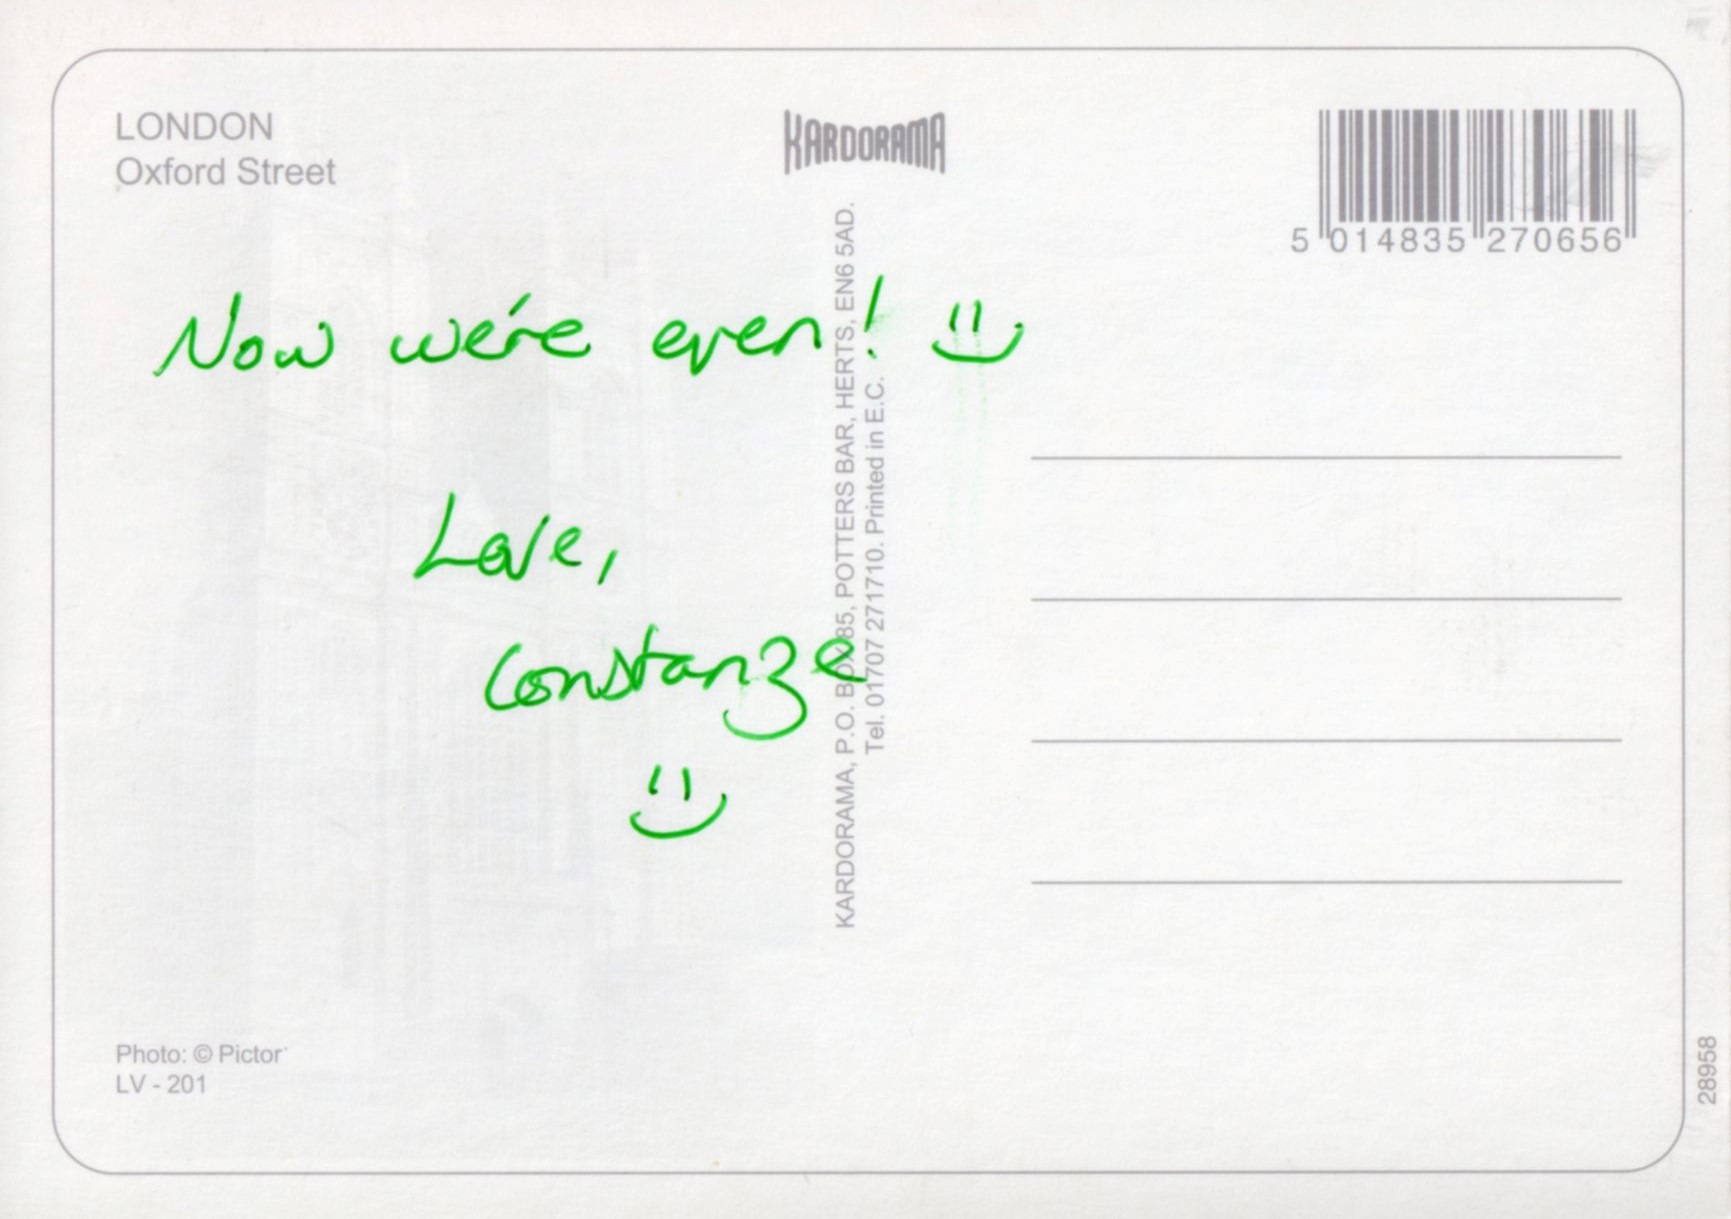 LONDON
Oxford Street
KARDORAMA
5 014835 270656
Now we're even! :)
Love,
Constanze
:)
KARDORAMA, P.O. BOX 85, POTTERS BAR, HERTS, EN6 5AD.
Tel. 01707 271710. Printed in E.C.
Photo: © Pictor
LV - 201
28958